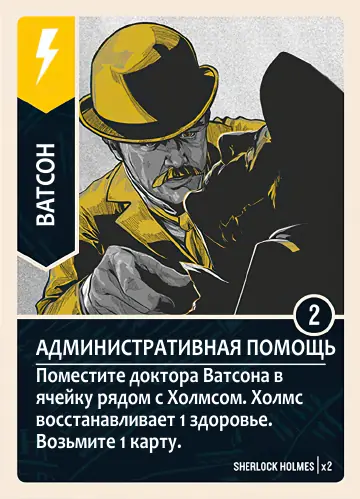 ВАТСОН
2
АДМИНИСТРАТИВНАЯ ПОМОЩЬ
Поместите доктора Ватсона в
ячейку рядом с Холмсом. Холмс
восстанавливает 1 здоровье.
Возьмите 1 карту.
SHERLOCK HOLMES | x2